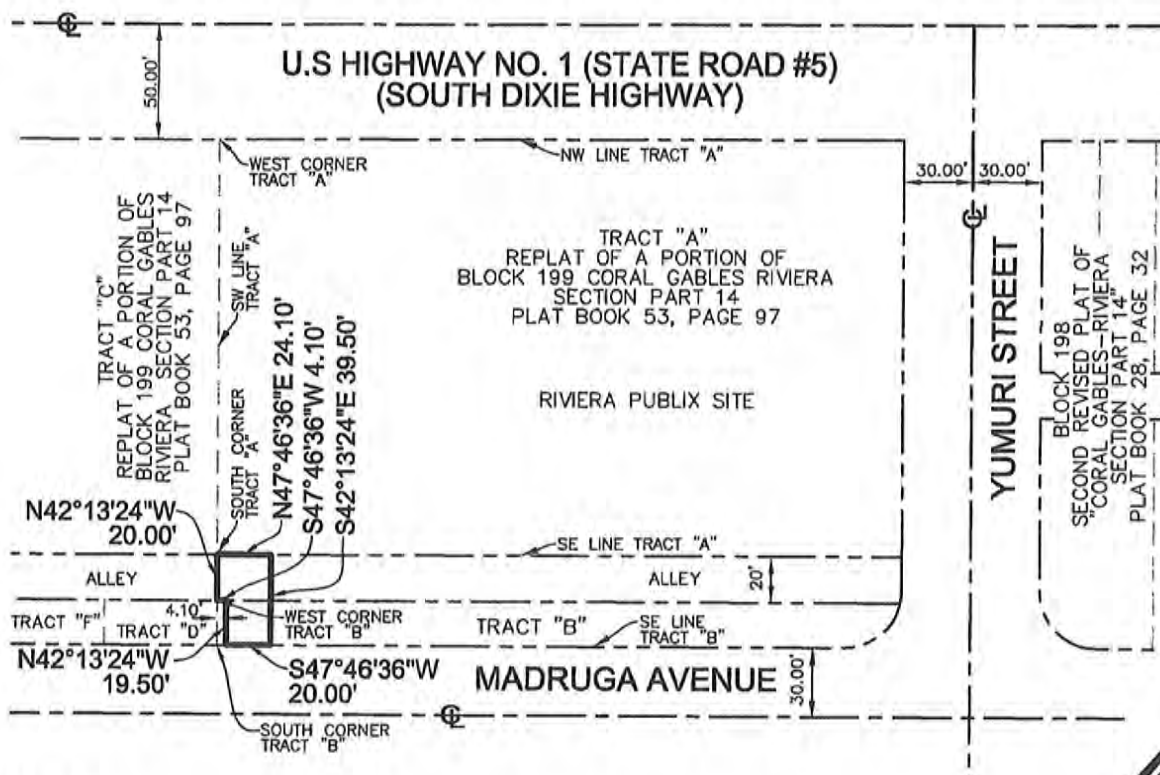 ℄
50.00'
U.S HIGHWAY NO. 1 (STATE ROAD #5)
(SOUTH DIXIE HIGHWAY)
WEST CORNER
TRACT "A"
NW LINE TRACT "A"
30.00'
30.00'
℄
TRACT "C"
REPLAT OF A PORTION OF
BLOCK 199 CORAL GABLES
RIVIERA SECTION PART 14
PLAT BOOK 53, PAGE 97
SW LINE
TRACT "A"
TRACT "A"
REPLAT OF A PORTION OF
BLOCK 199 CORAL GABLES RIVIERA
SECTION PART 14
PLAT BOOK 53, PAGE 97
RIVIERA PUBLIX SITE
YUMURI STREET
BLOCK 198
SECOND REVISED PLAT OF
CORAL GABLES-RIVIERA
SECTION PART 14"
PLAT BOOK 28, PAGE 32
SOUTH CORNER
TRACT "A"
N47°46'36"E 24.10'
S47°46'36"W 4.10'
S42°13'24"E 39.50'
N42°13'24"W
20.00'
SE LINE TRACT "A"
ALLEY
ALLEY
20'
4.10'
TRACT "F"
TRACT "D"
WEST CORNER
TRACT "B"
TRACT "B"
SE LINE
TRACT "B"
N42°13'24"W
19.50'
S47°46'36"W
20.00'
MADRUGA AVENUE
30.00'
℄
SOUTH CORNER
TRACT "B"